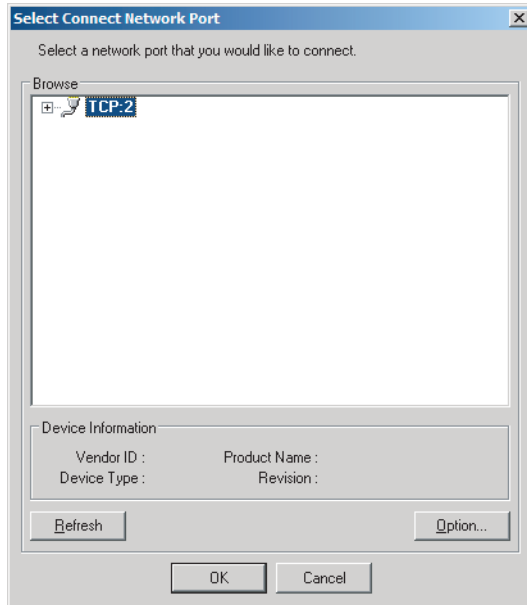 Select Connect Network Port
Select a network port that you would like to connect.
Browse
TCP:2
Device Information
Vendor ID : Product Name :
Device Type : Revision :
Refresh Option...
OK Cancel